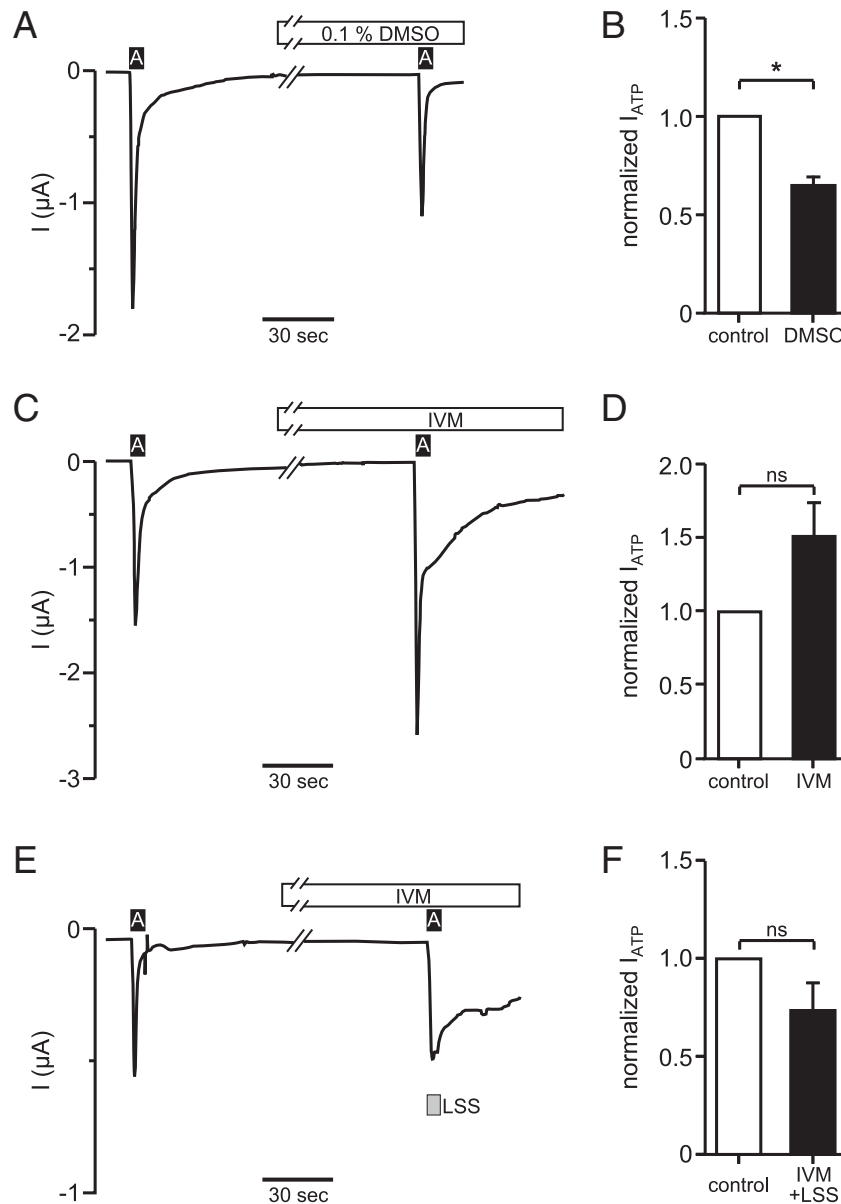 A
0.1 % DMSO
A
A
0
-1
-2
I (µA)
30 sec
B
1.5
1.0
0.5
0
normalized I_ATP
*
control
DMSO
C
IVM
A
A
0
-1
-2
-3
I (µA)
30 sec
D
2.0
1.5
1.0
0.5
0
normalized I_ATP
ns
control
IVM
E
IVM
A
A
0
-1
I (µA)
LSS
30 sec
F
1.5
1.0
0.5
0
normalized I_ATP
ns
control
IVM
+LSS